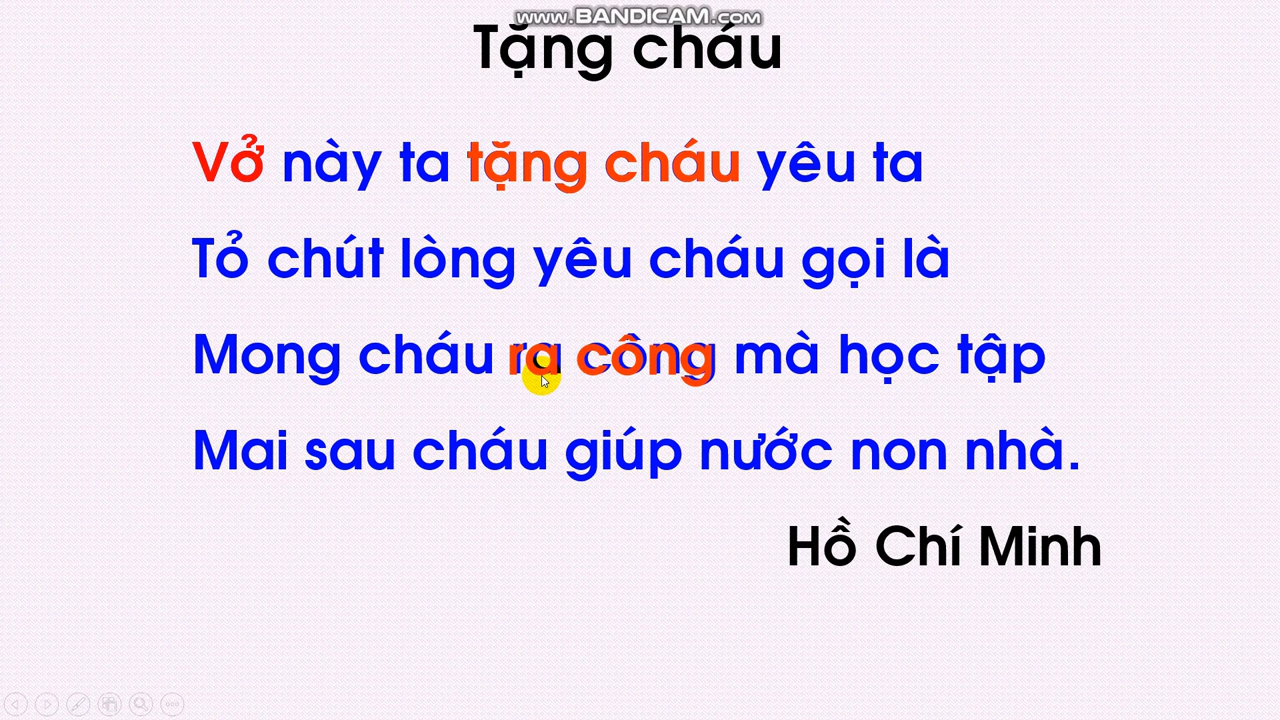 www.BANDICAM.com
Tặng cháu
Vở này ta tặng cháu yêu ta
Tỏ chút lòng yêu cháu gọi là
Mong cháu ra công mà học tập
Mai sau cháu giúp nước non nhà.
Hồ Chí Minh